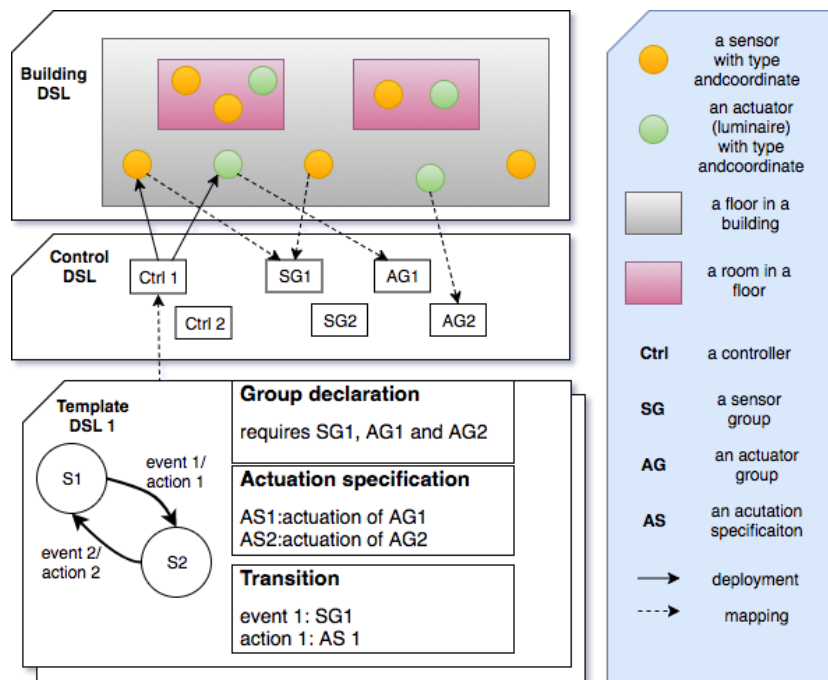 Building
DSL
Control
DSL
Ctrl 1
SG1
AG1
Ctrl 2
SG2
AG2
Template
DSL 1
S1
event 1/
action 1
event 2/
action 2
S2
Group declaration
requires SG1, AG1 and AG2
Actuation specification
AS1:actuation of AG1
AS2:actuation of AG2
Transition
event 1: SG1
action 1: AS 1
a sensor
with type
andcoordinate
an actuator
(luminaire)
with type
andcoordinate
a floor in a
building
a room in a
floor
Ctrl a controller
SG a sensor
group
AG an actuator
group
AS an acutation
specificaiton
deployment
mapping